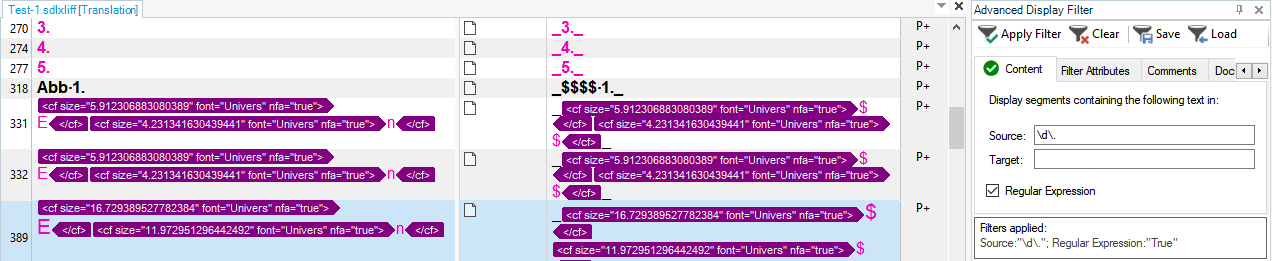 Test-1.sdlxliff [Translation]
270 3. _3._ P+
274 4. _4._ P+
277 5. _5._ P+
318 Abb·1. _$$$$·1._ P+
331 <cf size="5.912306883080389" font="Univers" nfa="true">
E</cf> <cf size="4.231341630439441" font="Univers" nfa="true">n</cf>
_<cf size="5.912306883080389" font="Univers" nfa="true">$
</cf> <cf size="4.231341630439441" font="Univers" nfa="true">
$</cf>_
P+
332 <cf size="5.912306883080389" font="Univers" nfa="true">
E</cf> <cf size="4.231341630439441" font="Univers" nfa="true">n</cf>
_<cf size="5.912306883080389" font="Univers" nfa="true">$
</cf> <cf size="4.231341630439441" font="Univers" nfa="true">
$</cf>_
P+
389 <cf size="16.729389527782384" font="Univers" nfa="true">
E</cf> <cf size="11.972951296442492" font="Univers" nfa="true">n</cf>
_<cf size="16.729389527782384" font="Univers" nfa="true">$
</cf>
<cf size="11.972951296442492" font="Univers" nfa="true">$
P+
Advanced Display Filter
Apply Filter Clear Save Load
Content Filter Attributes Comments Doc
Display segments containing the following text in:
Source: \d\.
Target:
Regular Expression
Filters applied:
Source:"\d\."; Regular Expression:"True"